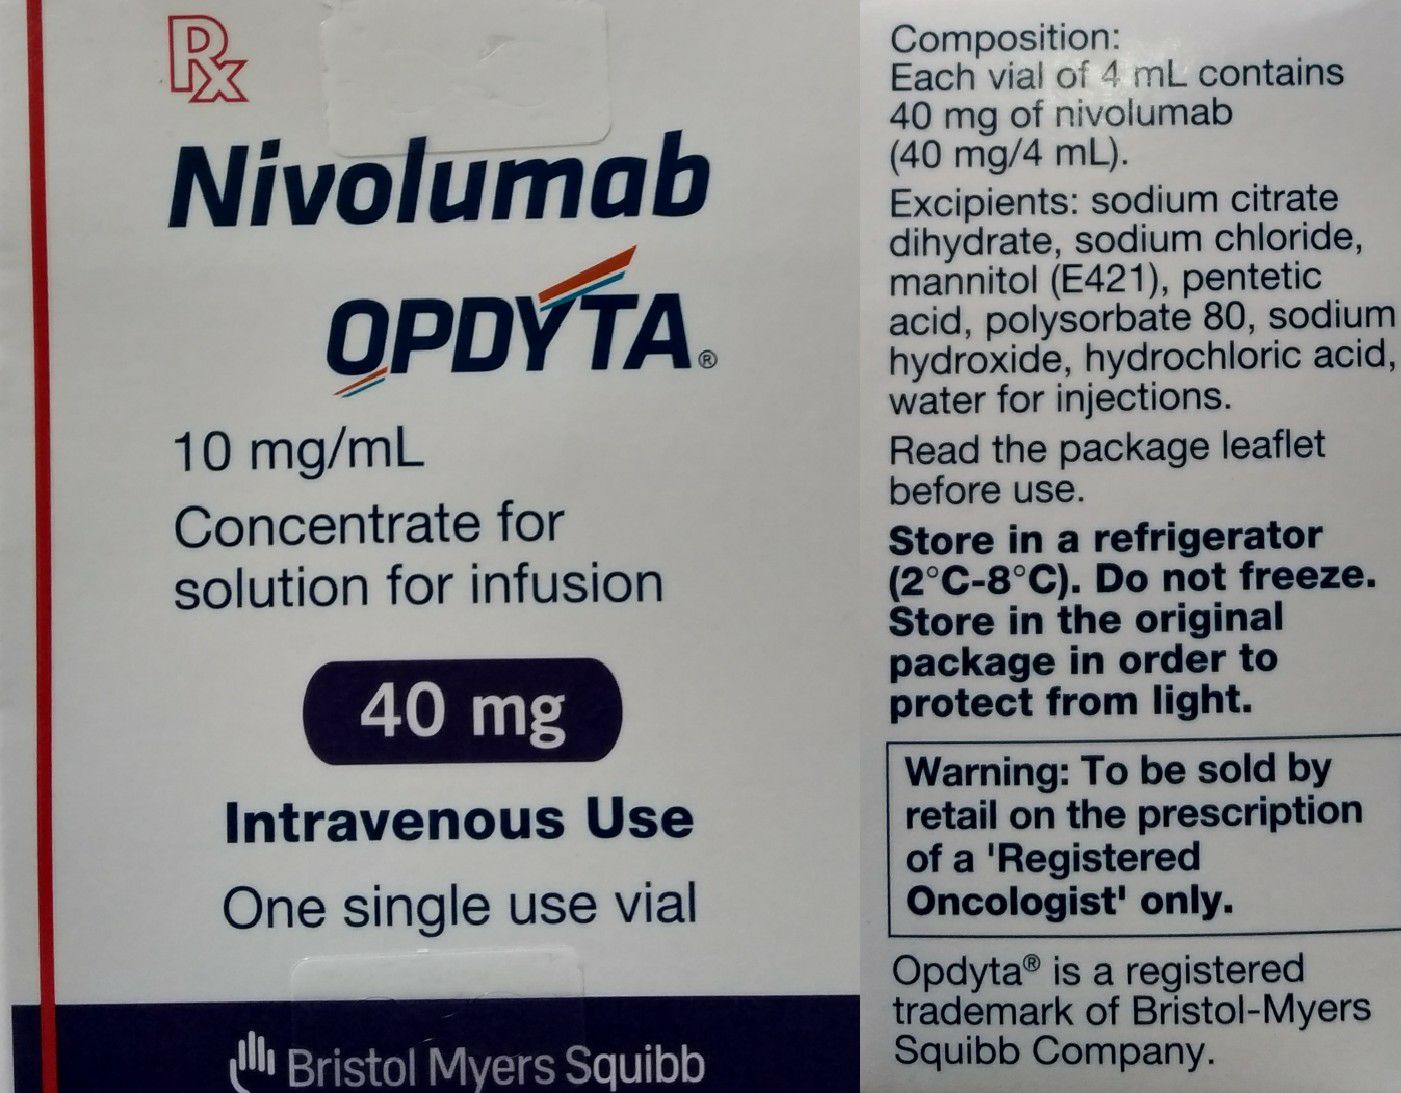 Rx
Nivolumab
OPDYTA®
10 mg/mL
Concentrate for
solution for infusion
40 mg
Intravenous Use
One single use vial
Bristol Myers Squibb
Composition:
Each vial of 4 mL contains
40 mg of nivolumab
(40 mg/4 mL).
Excipients: sodium citrate
dihydrate, sodium chloride,
mannitol (E421), pentetic
acid, polysorbate 80, sodium
hydroxide, hydrochloric acid,
water for injections.
Read the package leaflet
before use.
Store in a refrigerator
(2°C-8°C). Do not freeze.
Store in the original
package in order to
protect from light.
Warning: To be sold by
retail on the prescription
of a 'Registered
Oncologist' only.
Opdyta® is a registered
trademark of Bristol-Myers
Squibb Company.